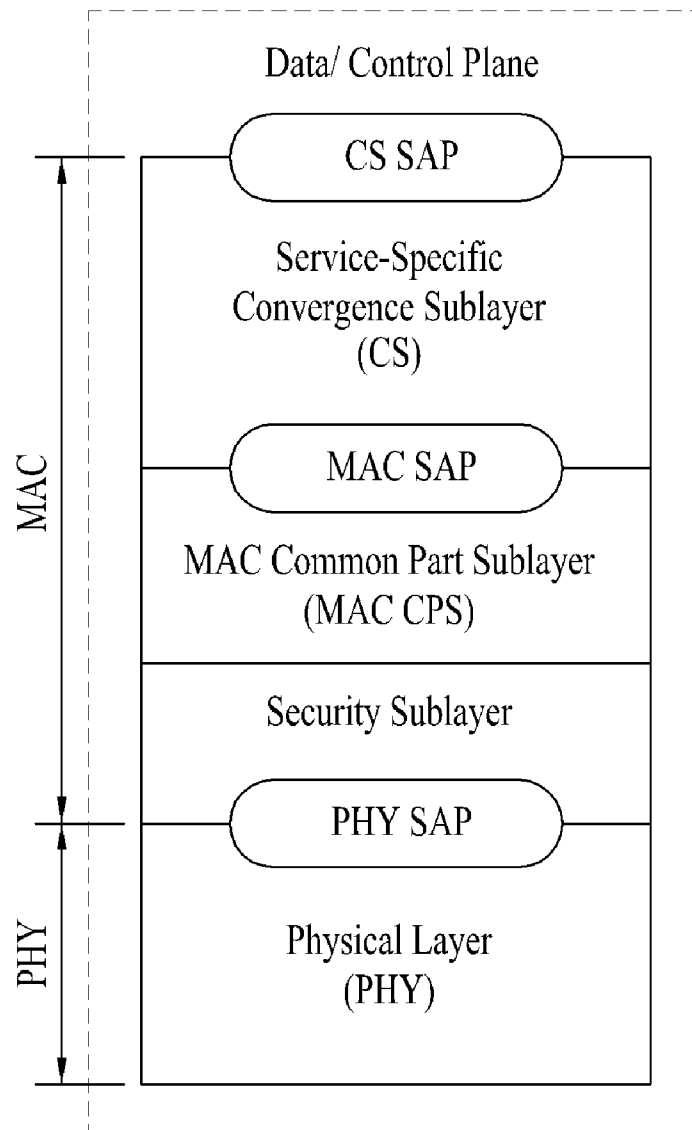 Data/ Control Plane
CS SAP
Service-Specific
Convergence Sublayer
(CS)
MAC SAP
MAC
MAC Common Part Sublayer
(MAC CPS)
Security Sublayer
PHY SAP
PHY
Physical Layer
(PHY)